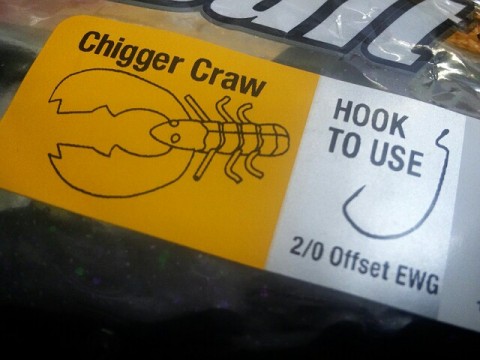 Chigger Craw
HOOK
TO USE
2/0 Offset EWG